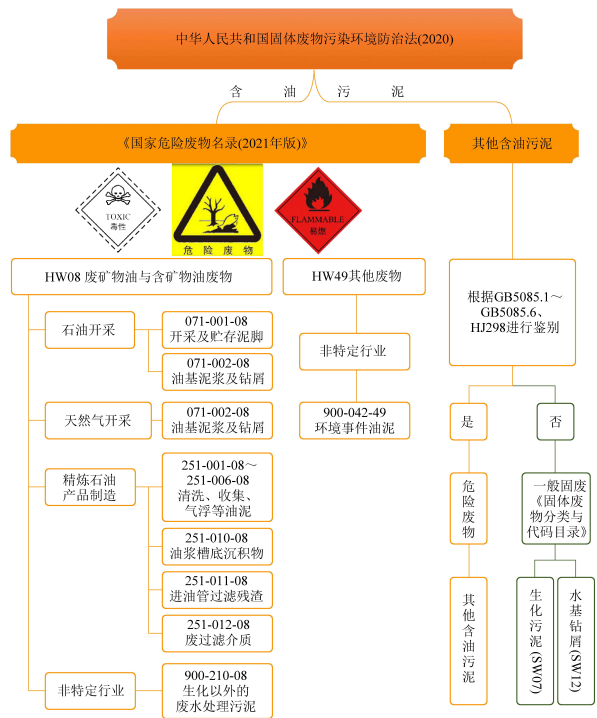 中华人民共和国固体废物污染环境防治法(2020)
含油污泥
《国家危险废物名录(2021年版)》
其他含油污泥
TOXIC
毒性
危险废物
FLAMMABLE
易燃
HW08 废矿物油与含矿物油废物
HW49其他废物
根据GB5085.1～
GB5085.6、
HJ298进行鉴别
石油开采
071-001-08
开采及贮存泥脚
071-002-08
油基泥浆及钻屑
非特定行业
天然气开采
071-002-08
油基泥浆及钻屑
900-042-49
环境事件油泥
是
否
精炼石油
产品制造
251-001-08～
251-006-08
清洗、收集、
气浮等油泥
251-010-08
油浆槽底沉积物
251-011-08
进油管过滤残渣
251-012-08
废过滤介质
危险废物
一般固废
《固体废
物分类与
代码目录》
其他含油污泥
生化污泥(SW07)
水基钻屑(SW12)
非特定行业
900-210-08
生化以外的
废水处理污泥